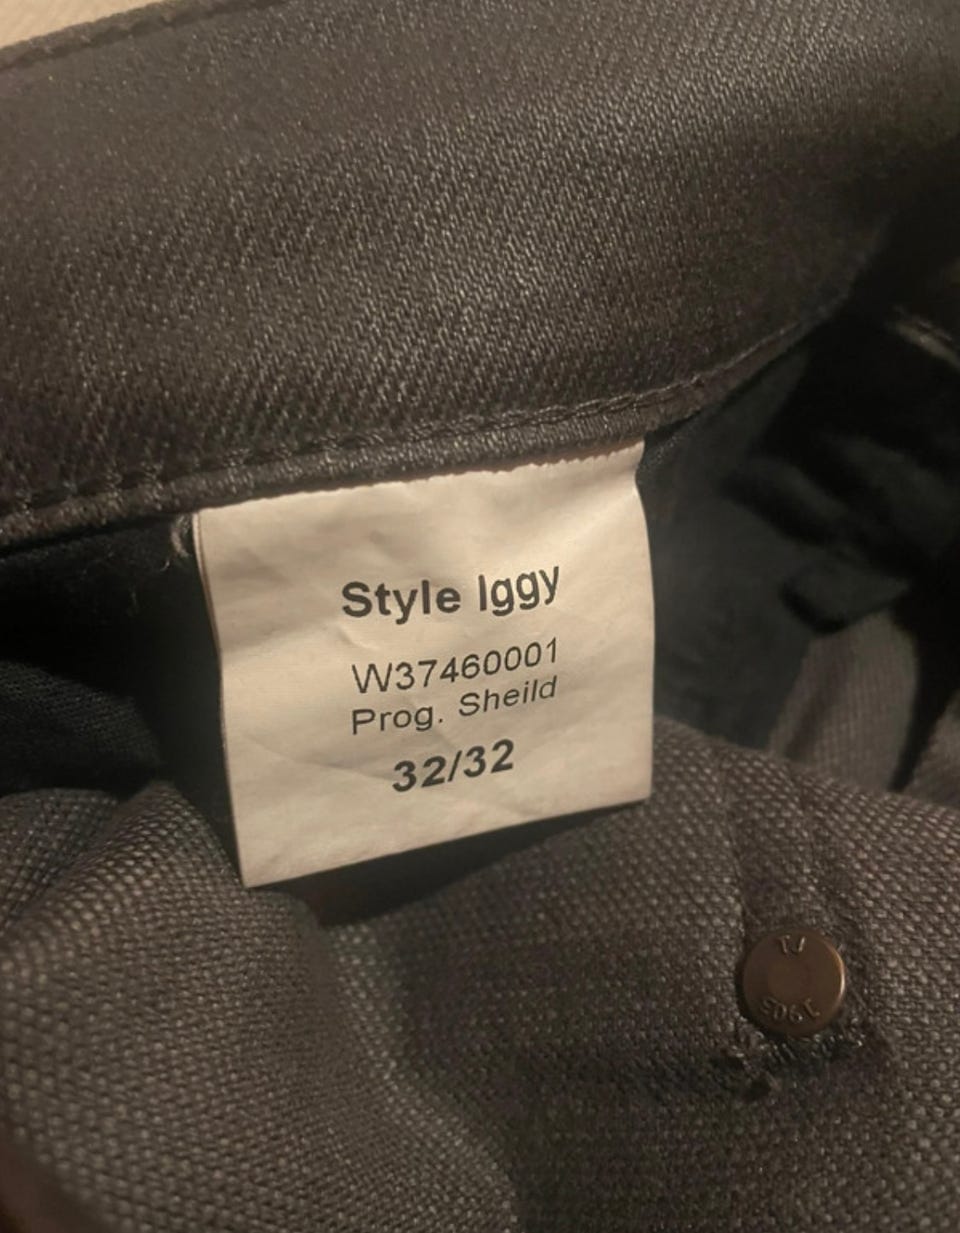 Style Iggy
W37460001
Prog. Sheild
32/32